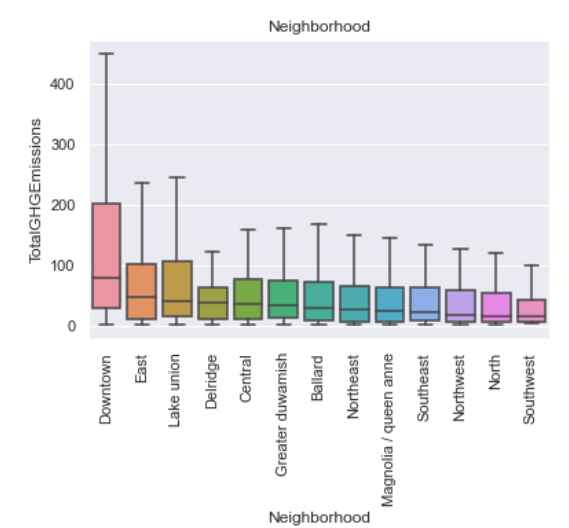 Neighborhood
TotalGHGEmissions
400
300
200
100
0
Downtown
East
Lake union
Delridge
Central
Greater duwamish
Ballard
Northeast
Magnolia / queen anne
Southeast
Northwest
North
Southwest
Neighborhood